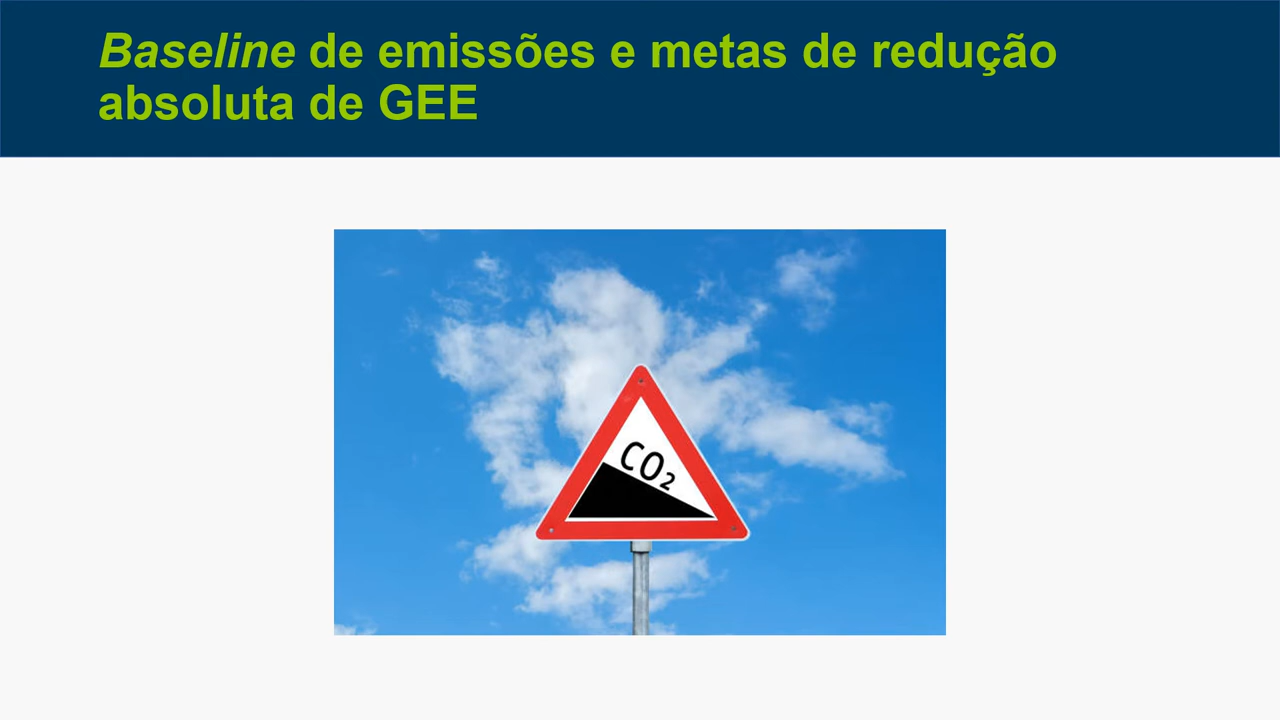 Baseline de emissões e metas de redução
absoluta de GEE
CO₂